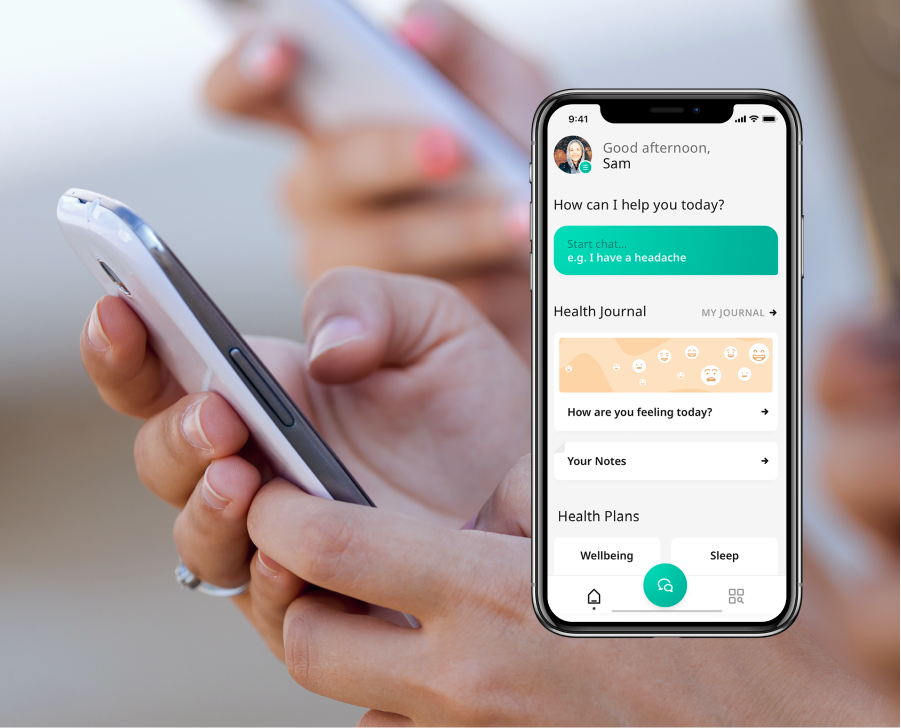 9:41
Good afternoon,
Sam
How can I help you today?
Start chat...
e.g. I have a headache
Health Journal
MY JOURNAL
How are you feeling today?
Your Notes
Health Plans
Wellbeing
Sleep